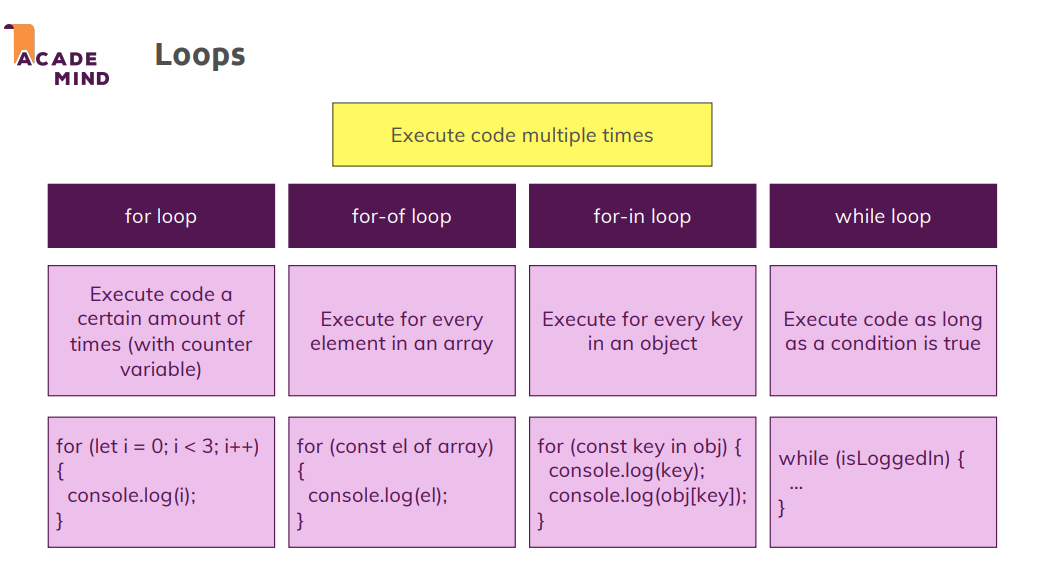 ACADE
MIND
Loops
Execute code multiple times
for loop
for-of loop
for-in loop
while loop
Execute code a
certain amount of
times (with counter
variable)
Execute for every
element in an array
Execute for every key
in an object
Execute code as long
as a condition is true
for (let i = 0; i < 3; i++)
{
  console.log(i);
}
for (const el of array)
{
  console.log(el);
}
for (const key in obj) {
  console.log(key);
  console.log(obj[key]);
}
while (isLoggedIn) {
  ...
}